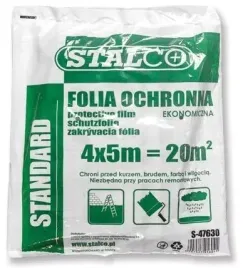 STALCO
FOLIA OCHRONNA
protective film EKONOMICZNA
schutzfolie
zakrývacia fólia
4x5m = 20m²
STANDARD
Chroni przed kurzem, brudem, farbą i wilgocią.
Niezbędna przy pracach remontowych.
www.stalco.pl
S-47630